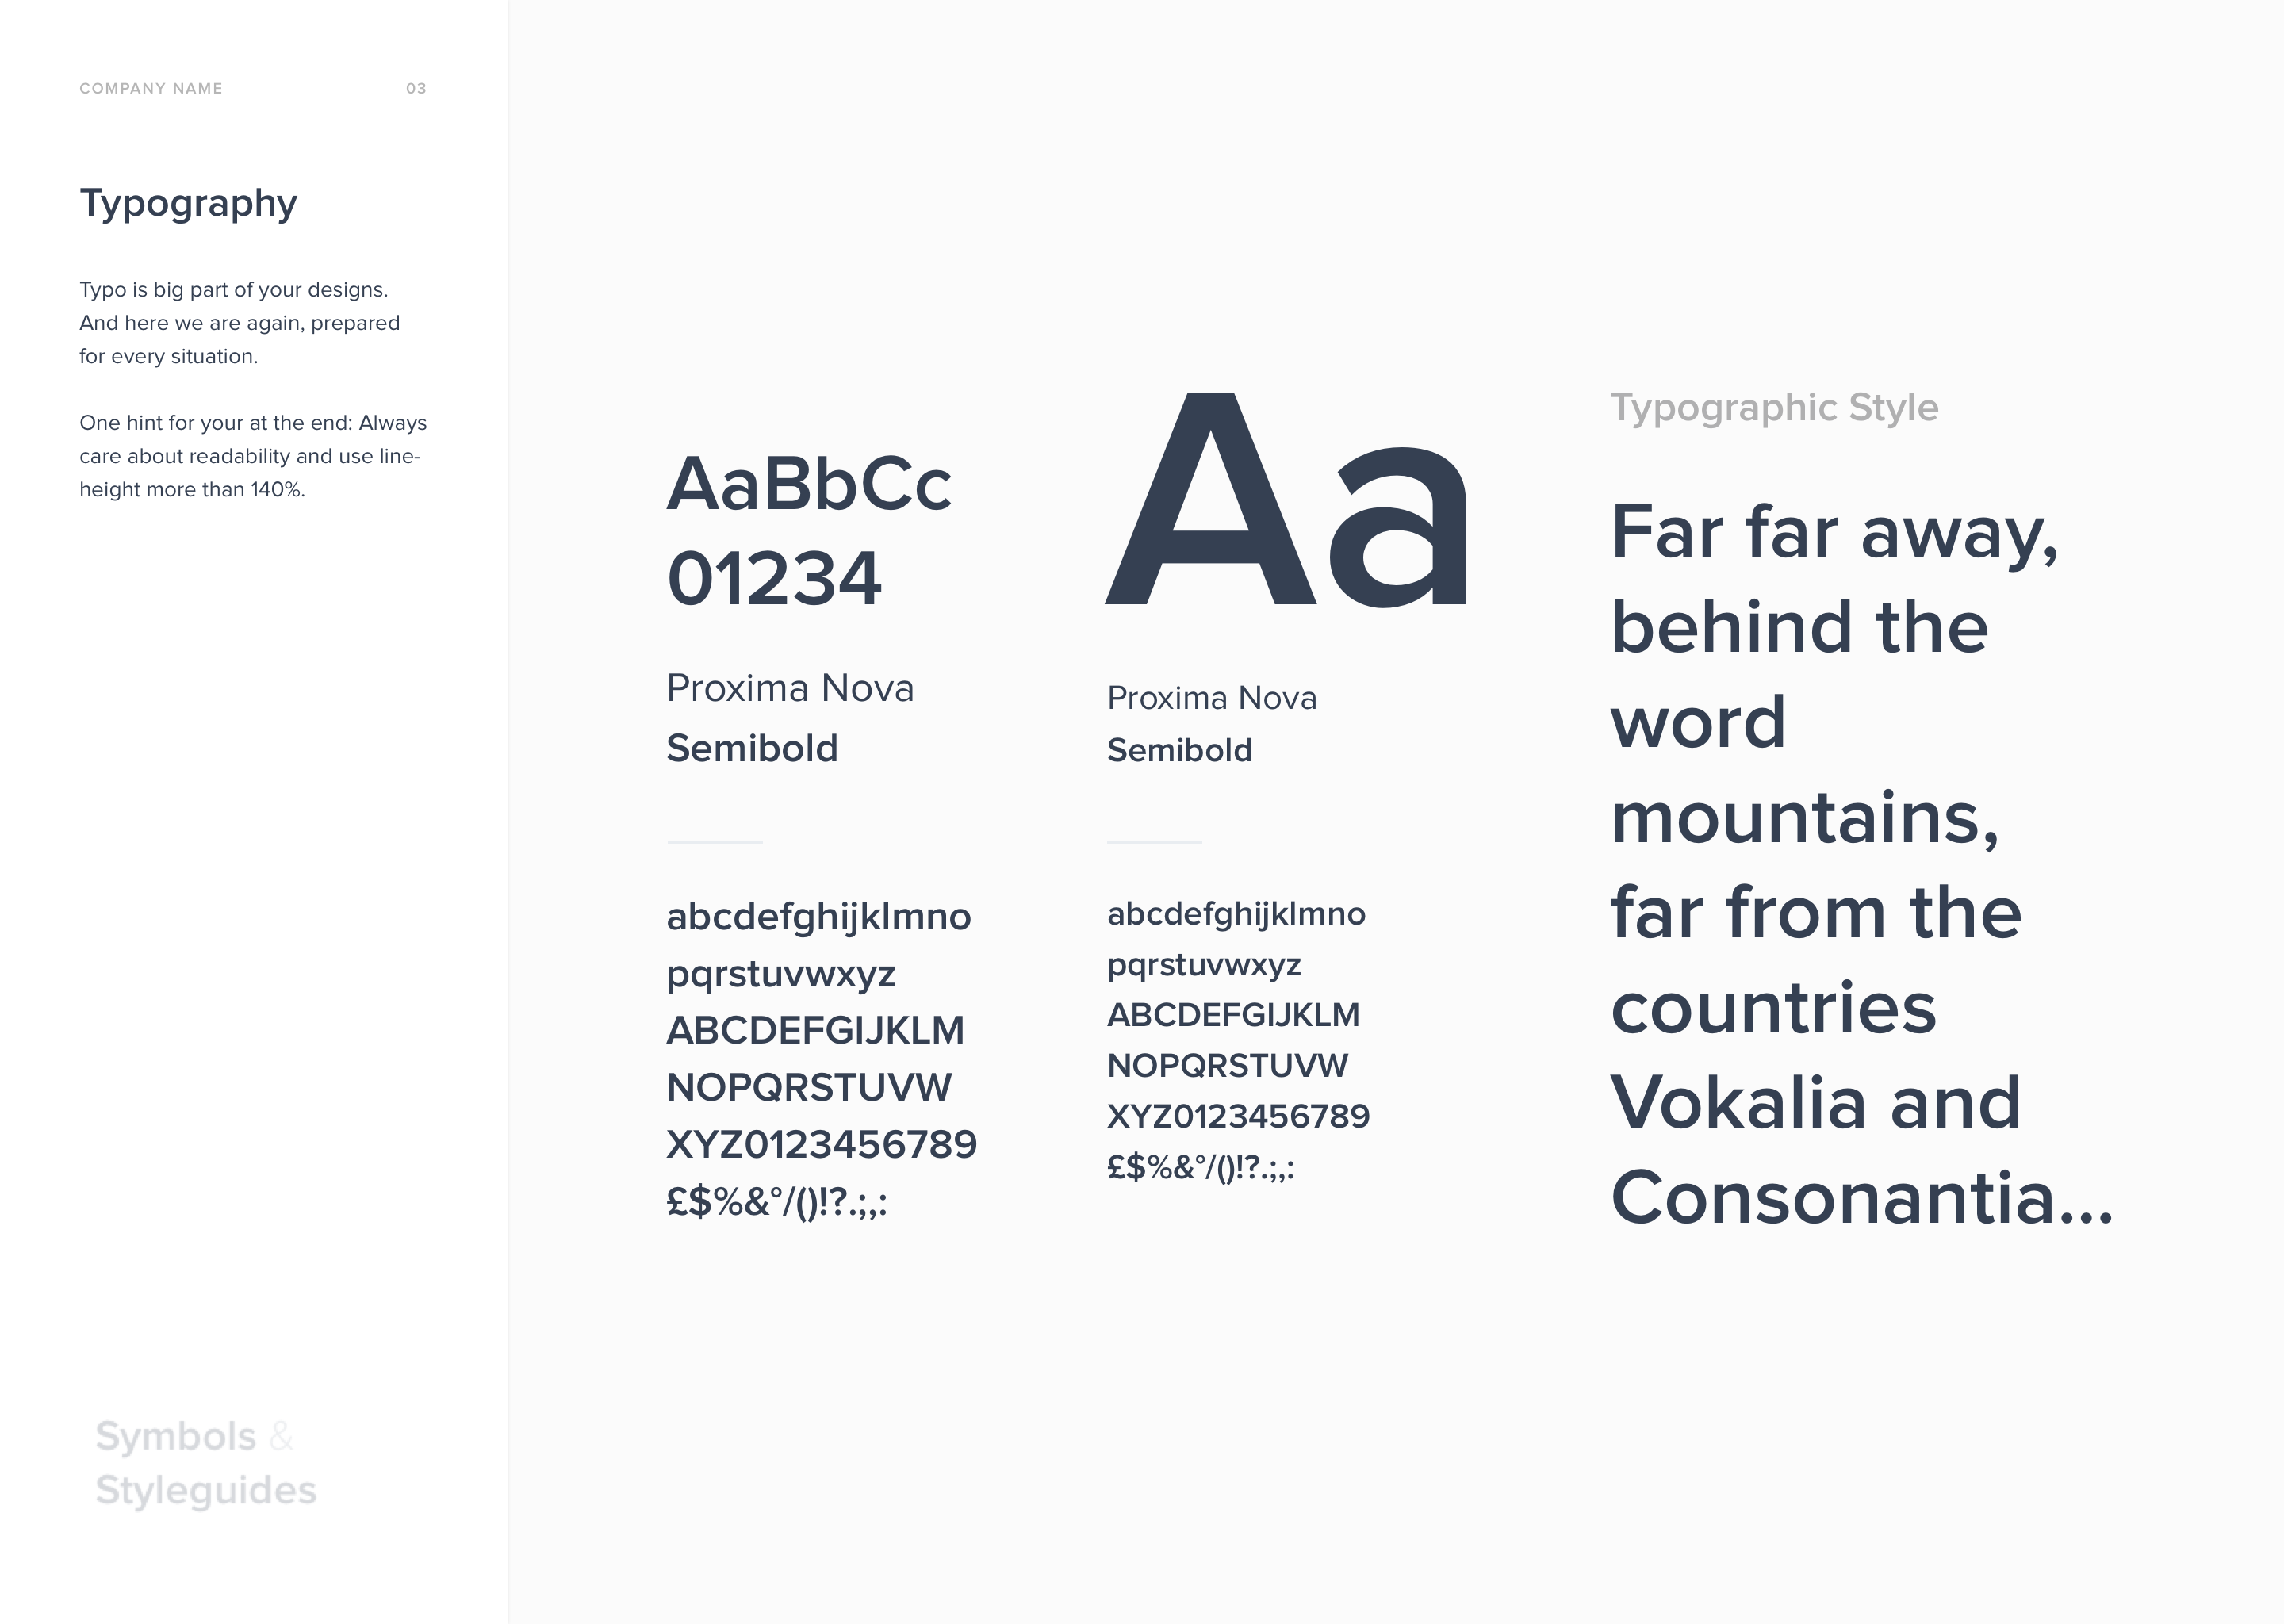 COMPANY NAME 03
Typography
Typo is big part of your designs.
And here we are again, prepared
for every situation.
One hint for your at the end: Always
care about readability and use line-
height more than 140%.
Symbols &
Styleguides
AaBbCc
01234
Proxima Nova
Semibold
abcdefghijklmno
pqrstuvwxyz
ABCDEFGIJKLM
NOPQRSTUVW
XYZ0123456789
£$%&°/()!?.;,:
Aa
Proxima Nova
Semibold
abcdefghijklmno
pqrstuvwxyz
ABCDEFGIJKLM
NOPQRSTUVW
XYZ0123456789
£$%&°/()!?.;,:
Typographic Style
Far far away,
behind the
word
mountains,
far from the
countries
Vokalia and
Consonantia...